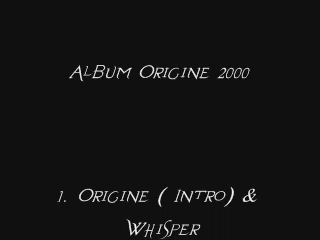 Album Origine 2000
1. Origine ( Intro) &
Whisper